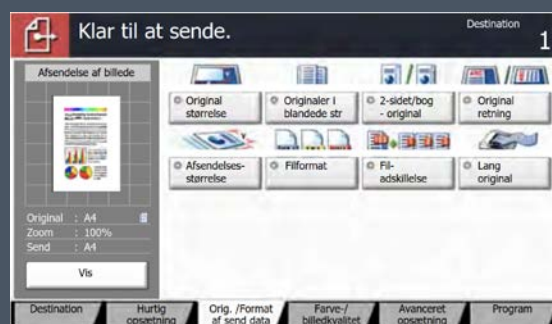 Klar til at sende.
Destination
1
Afsendelse af billede
Original : A4
Zoom : 100%
Send : A4
Vis
Original
størrelse
Originaler i
blandede str
2-sidet/bog
- original
Original
retning
Afsendelses-
størrelse
Filformat
Fil-
adskillelse
Lang
original
Destination
Hurtig
opsætning
Orig. /Format
af send data
Farve-/
billedkvalitet
Avanceret
opsætning
Program